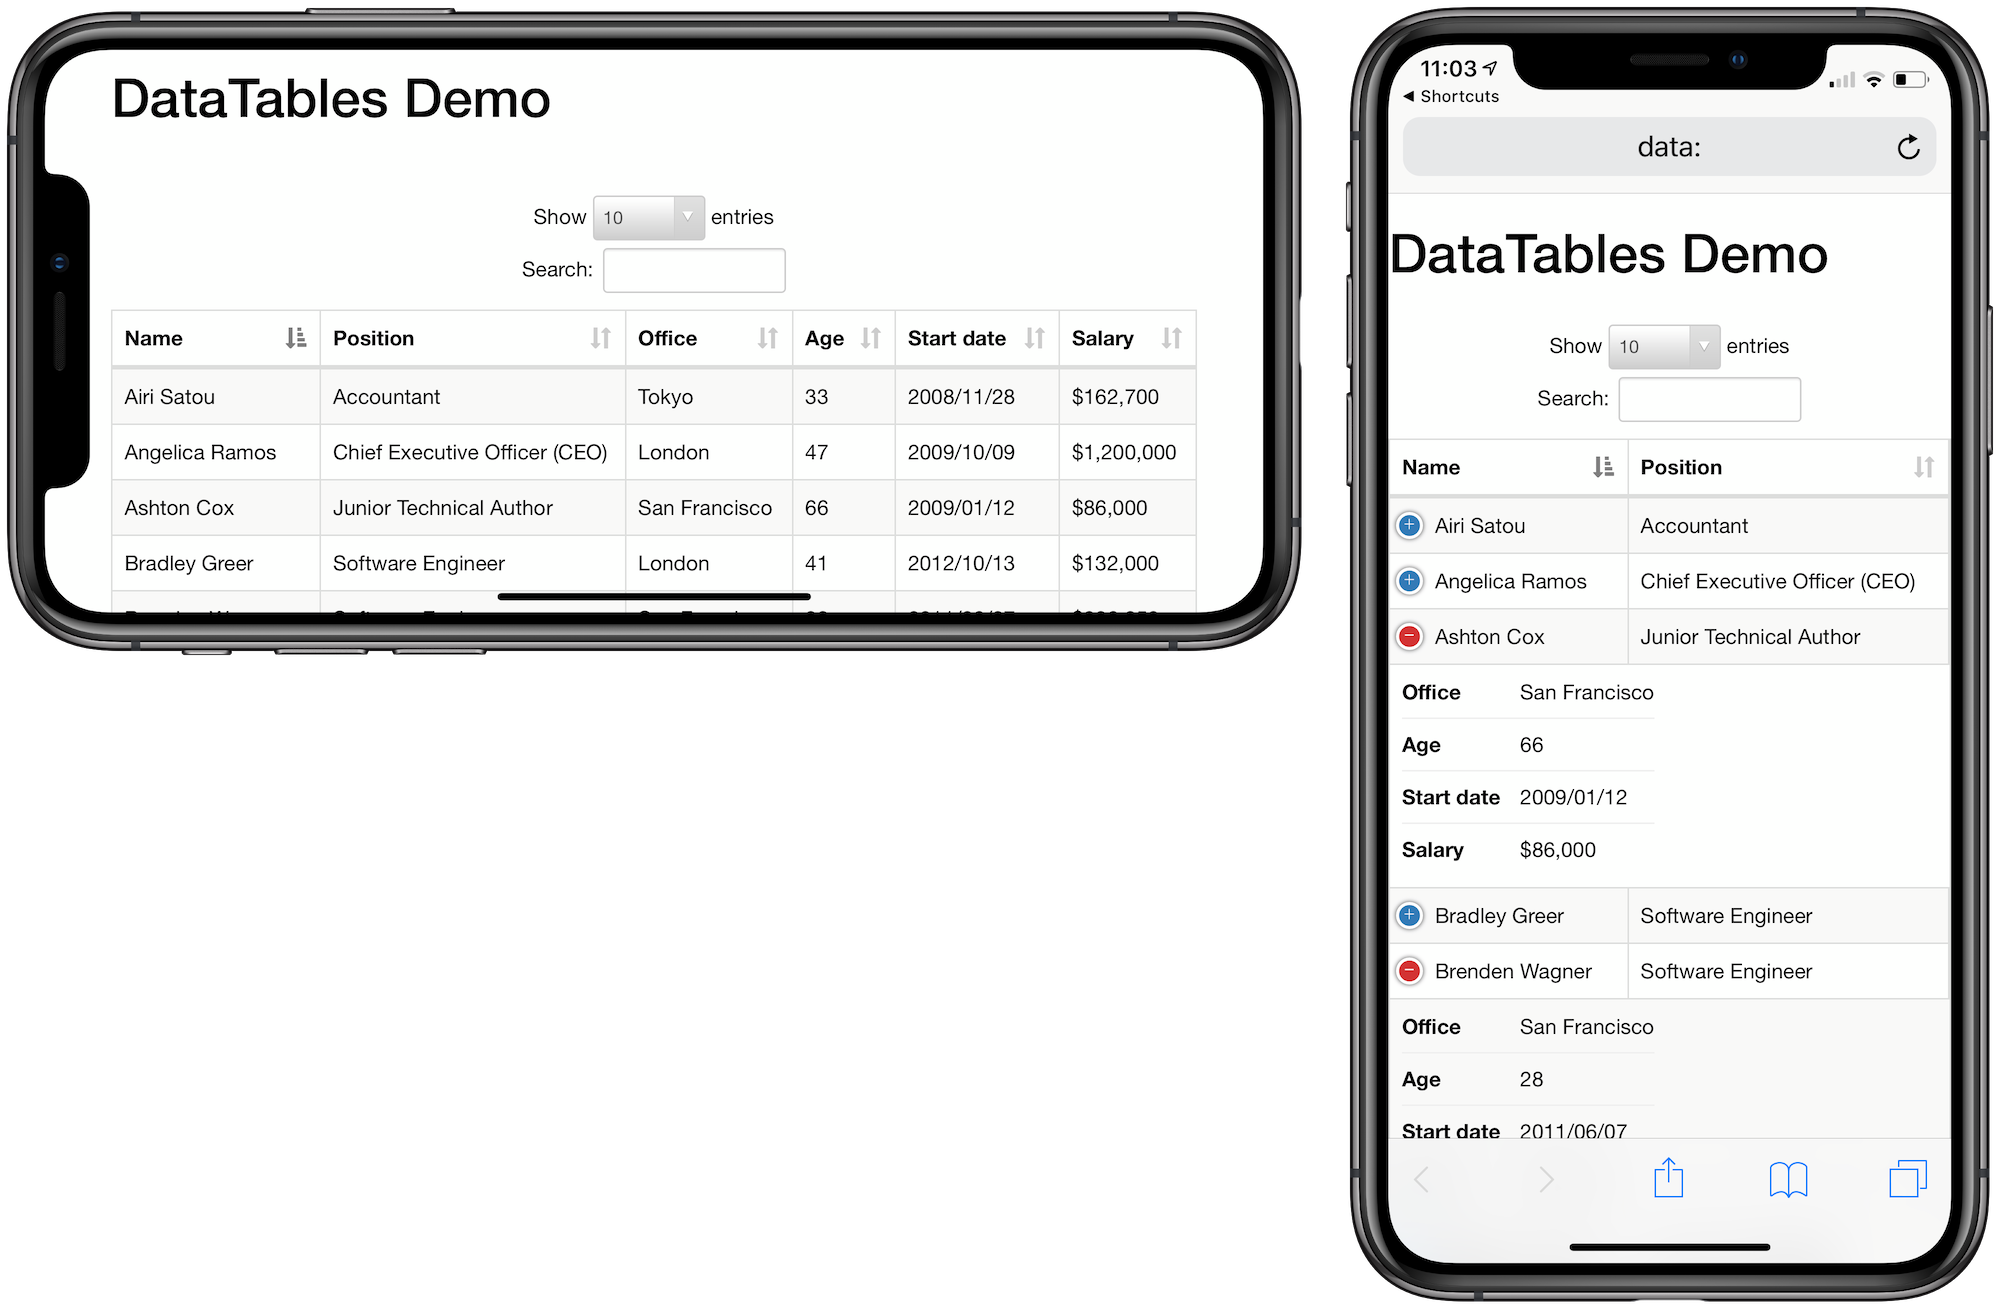 DataTables Demo
Show 10 entries
Search:
Name Position Office Age Start date Salary
Airi Satou Accountant Tokyo 33 2008/11/28 $162,700
Angelica Ramos Chief Executive Officer (CEO) London 47 2009/10/09 $1,200,000
Ashton Cox Junior Technical Author San Francisco 66 2009/01/12 $86,000
Bradley Greer Software Engineer London 41 2012/10/13 $132,000
11:03
◀ Shortcuts
data:
DataTables Demo
Show 10 entries
Search:
Name Position
Airi Satou Accountant
Angelica Ramos Chief Executive Officer (CEO)
Ashton Cox Junior Technical Author
Office San Francisco
Age 66
Start date 2009/01/12
Salary $86,000
Bradley Greer Software Engineer
Brenden Wagner Software Engineer
Office San Francisco
Age 28
Start date 2011/06/07